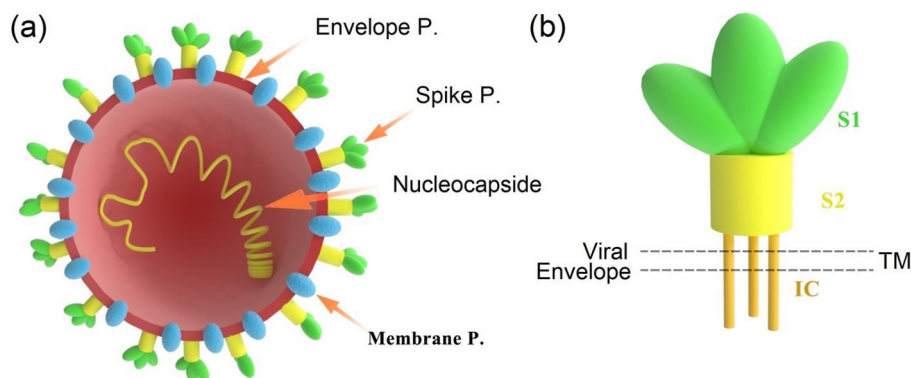 (a)
Envelope P.
Spike P.
Nucleocapside
Membrane P.
(b)
S1
S2
Viral
Envelope
TM
IC